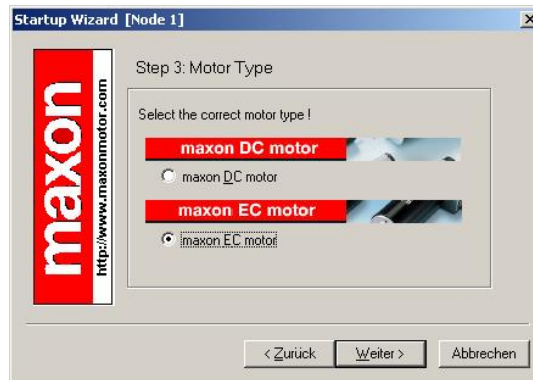 Startup Wizard [Node 1]
maxon
http://www.maxonmotor.com
Step 3: Motor Type
Select the correct motor type !
maxon DC motor
maxon DC motor
maxon EC motor
maxon EC motor
< Zurück
Weiter >
Abbrechen